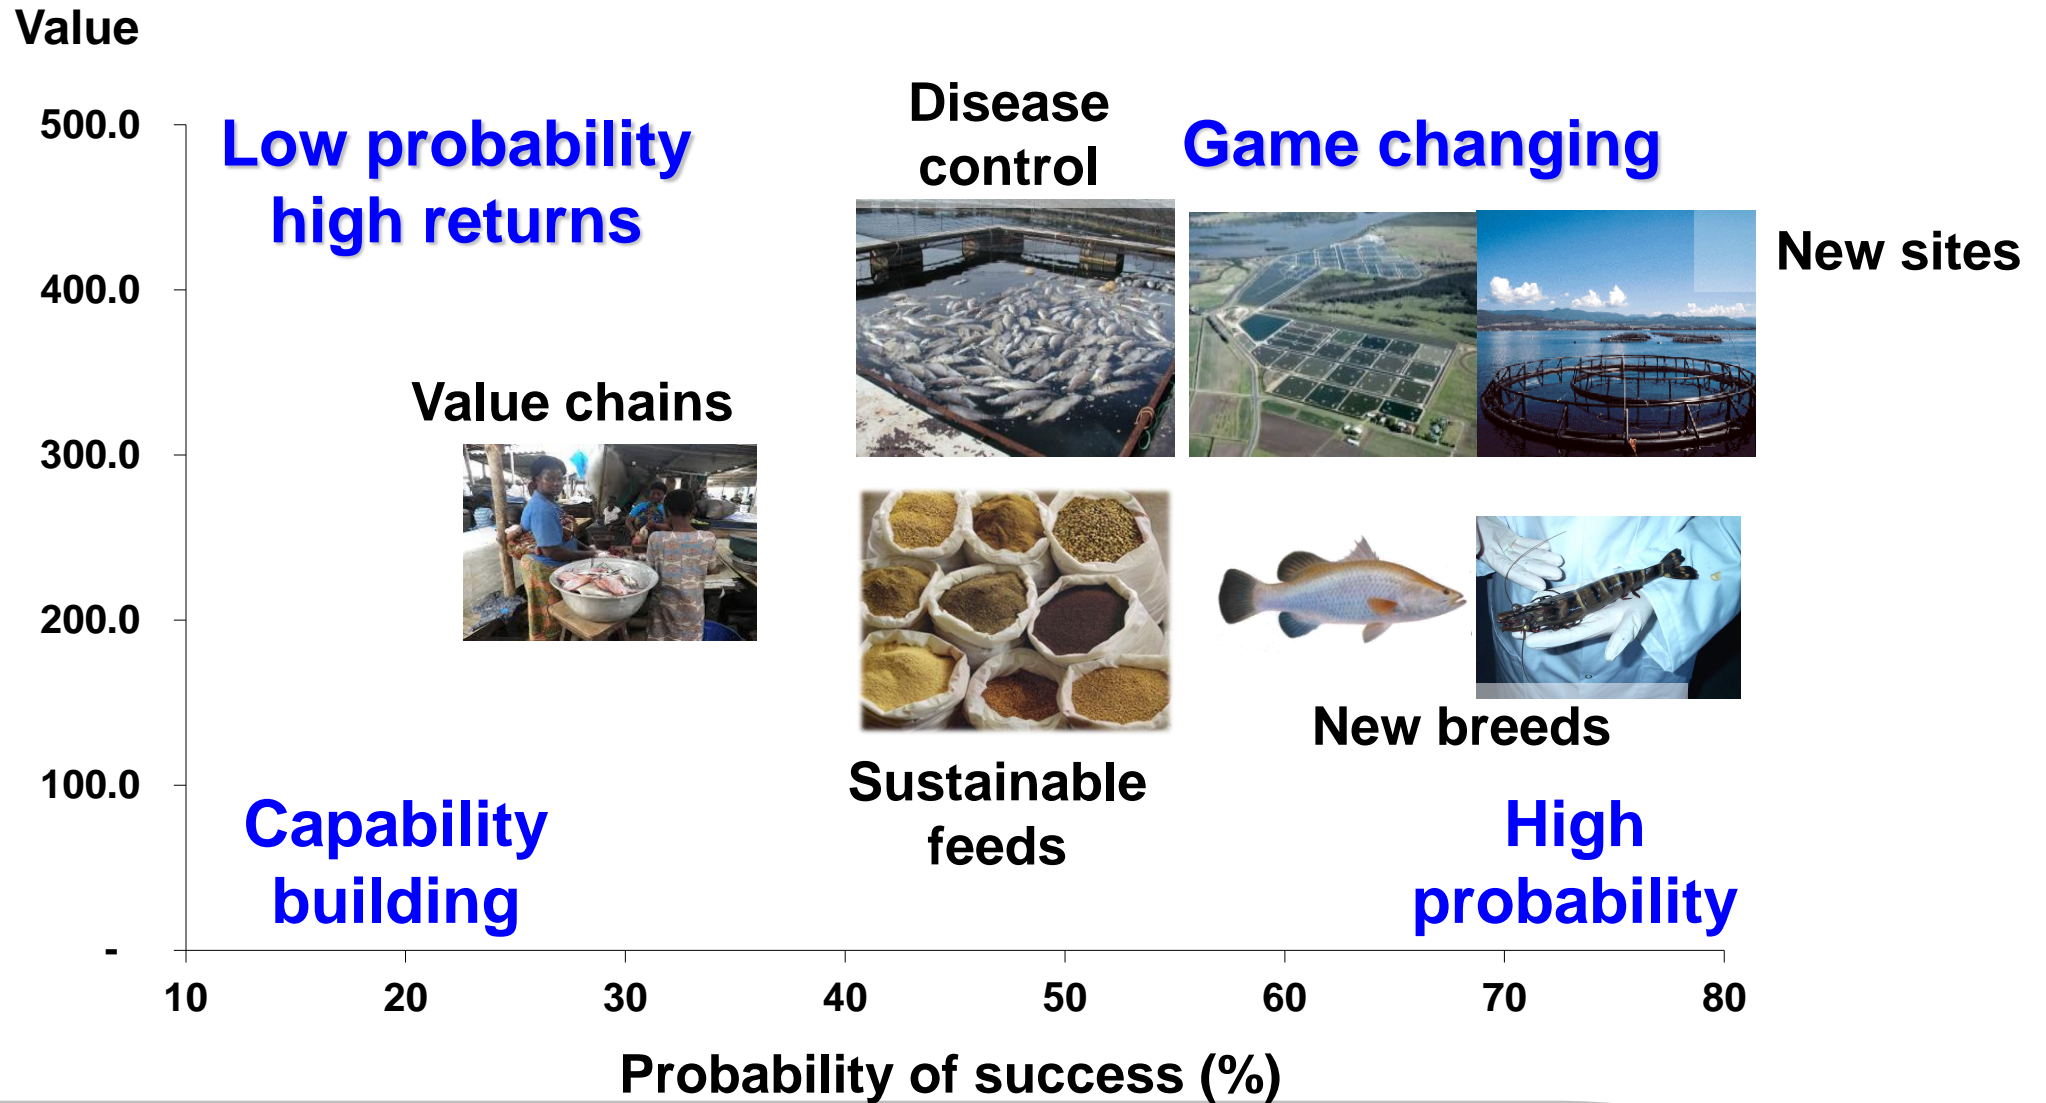 Value
500.0
400.0
300.0
200.0
100.0
-
Low probability
high returns
Disease
control
Game changing
New sites
Value chains
New breeds
Sustainable
feeds
Capability
building
High
probability
10 20 30 40 50 60 70 80
Probability of success (%)